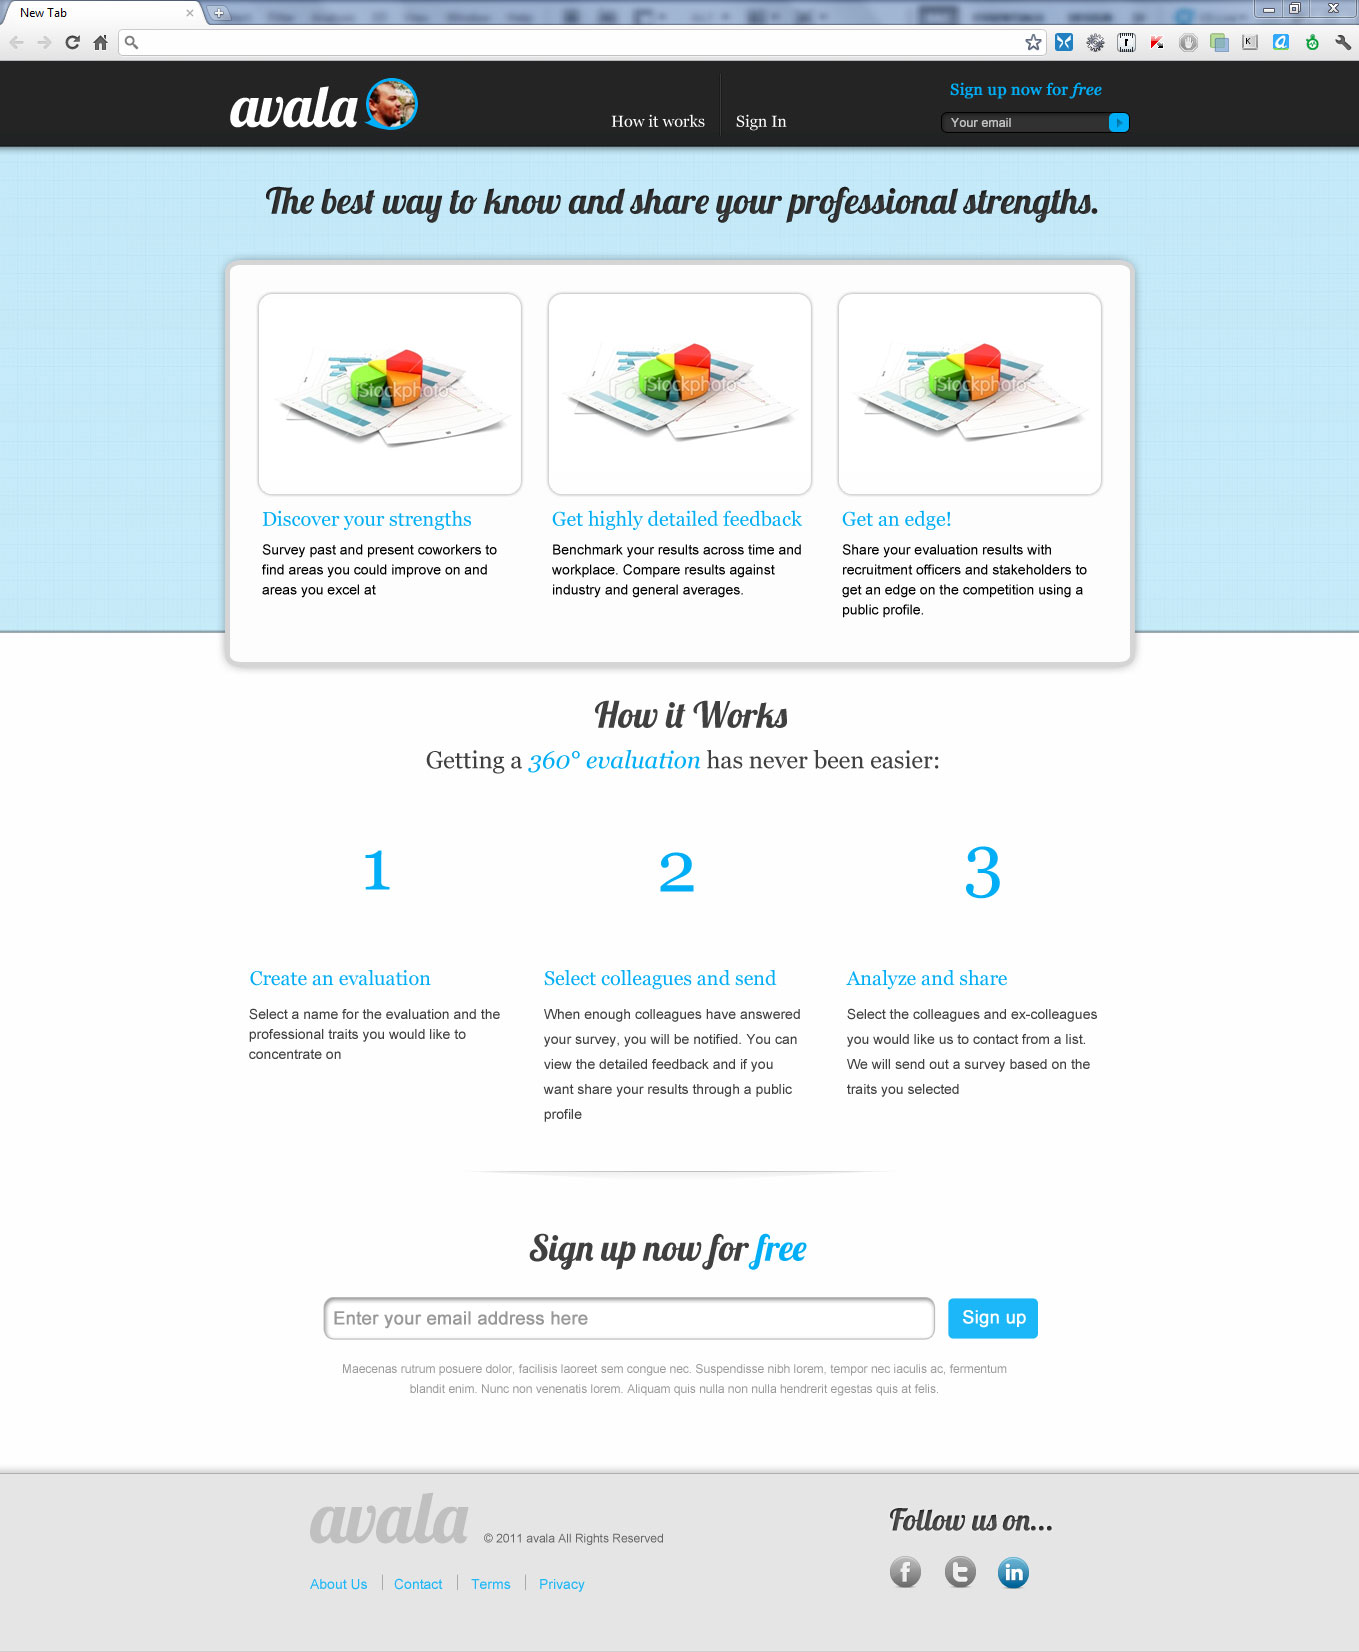 New Tab
avala
How it works
Sign In
Sign up now for free
Your email
The best way to know and share your professional strengths.
iStockphoto
iStockphoto
iStockphoto
Discover your strengths
Survey past and present coworkers to
find areas you could improve on and
areas you excel at
Get highly detailed feedback
Benchmark your results across time and
workplace. Compare results against
industry and general averages.
Get an edge!
Share your evaluation results with
recruitment officers and stakeholders to
get an edge on the competition using a
public profile.
How it Works
Getting a 360° evaluation has never been easier:
1
2
3
Create an evaluation
Select a name for the evaluation and the
professional traits you would like to
concentrate on
Select colleagues and send
When enough colleagues have answered
your survey, you will be notified. You can
view the detailed feedback and if you
want share your results through a public
profile
Analyze and share
Select the colleagues and ex-colleagues
you would like us to contact from a list.
We will send out a survey based on the
traits you selected
Sign up now for free
Enter your email address here
Sign up
Maecenas rutrum posuere dolor, facilisis laoreet sem congue nec. Suspendisse nibh lorem, tempor nec iaculis ac, fermentum
blandit enim. Nunc non venenatis lorem. Aliquam quis nulla non nulla hendrerit egestas quis at felis.
avala
© 2011 avala All Rights Reserved
About Us
Contact
Terms
Privacy
Follow us on...
f
t
in